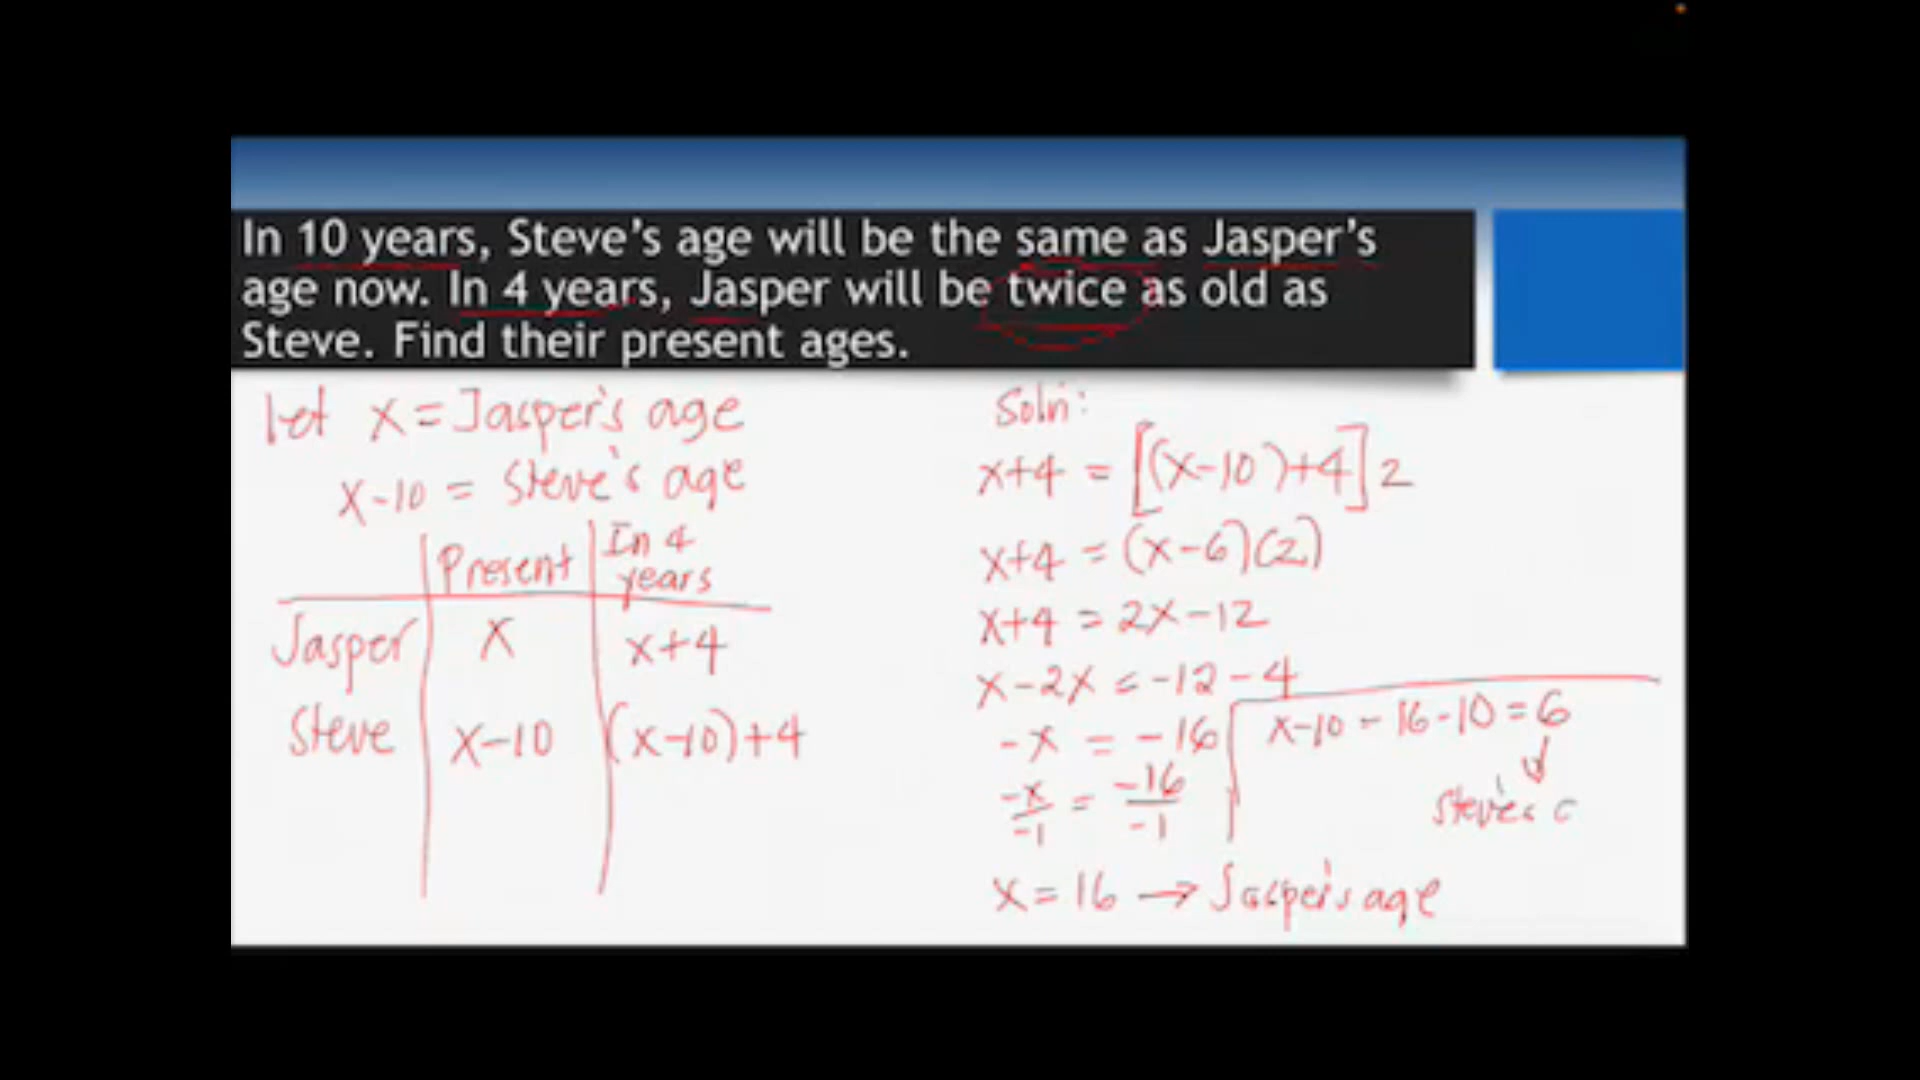 In 10 years, Steve's age will be the same as Jasper's
age now. In 4 years, Jasper will be twice as old as
Steve. Find their present ages.
let x = Jasper's age
x-10 = Steve's age
Present In 4 years
Jasper x x+4
Steve x-10 (x-10)+4
Soln:
x+4 = [(x-10)+4]2
x+4 = (x-6)(2)
x+4 = 2x-12
x-2x = -12-4
-x = -16
-x/-1 = -16/-1
x = 16 → Jasper's age
x-10 = 16-10 = 6
Steve's